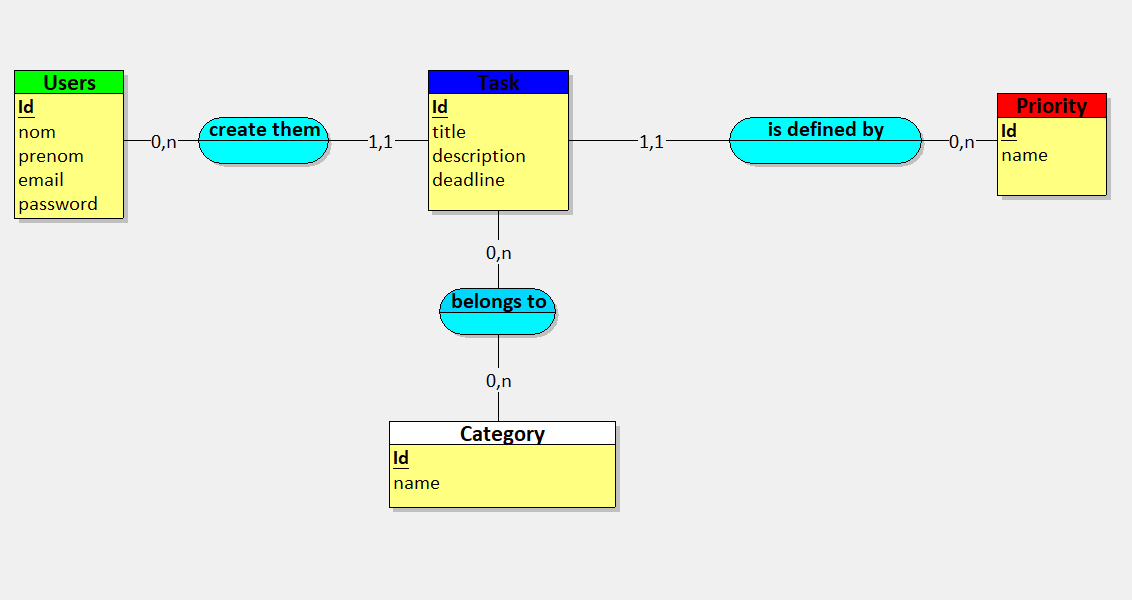 Users
Id
nom
prenom
email
password
0,n
create them
1,1
Task
Id
title
description
deadline
1,1
is defined by
0,n
Priority
Id
name
0,n
belongs to
0,n
Category
Id
name